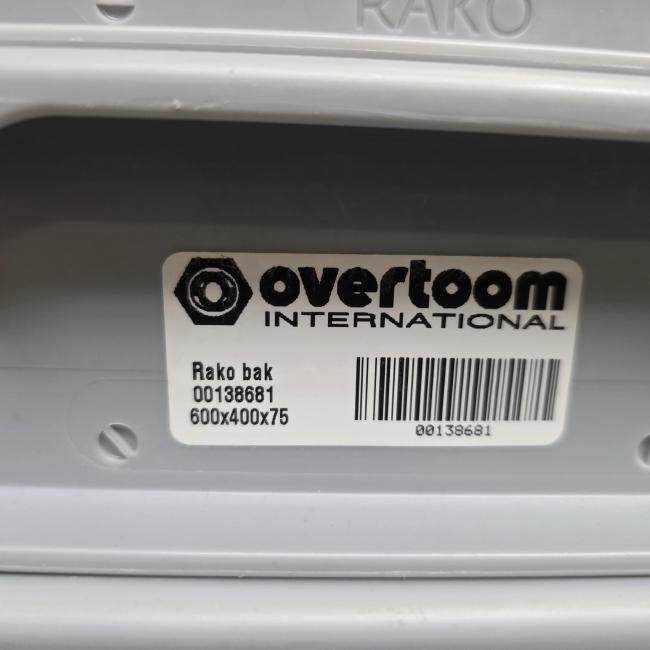 RAKO
overtoom
INTERNATIONAL
Rako bak
00138681
600x400x75
00138681